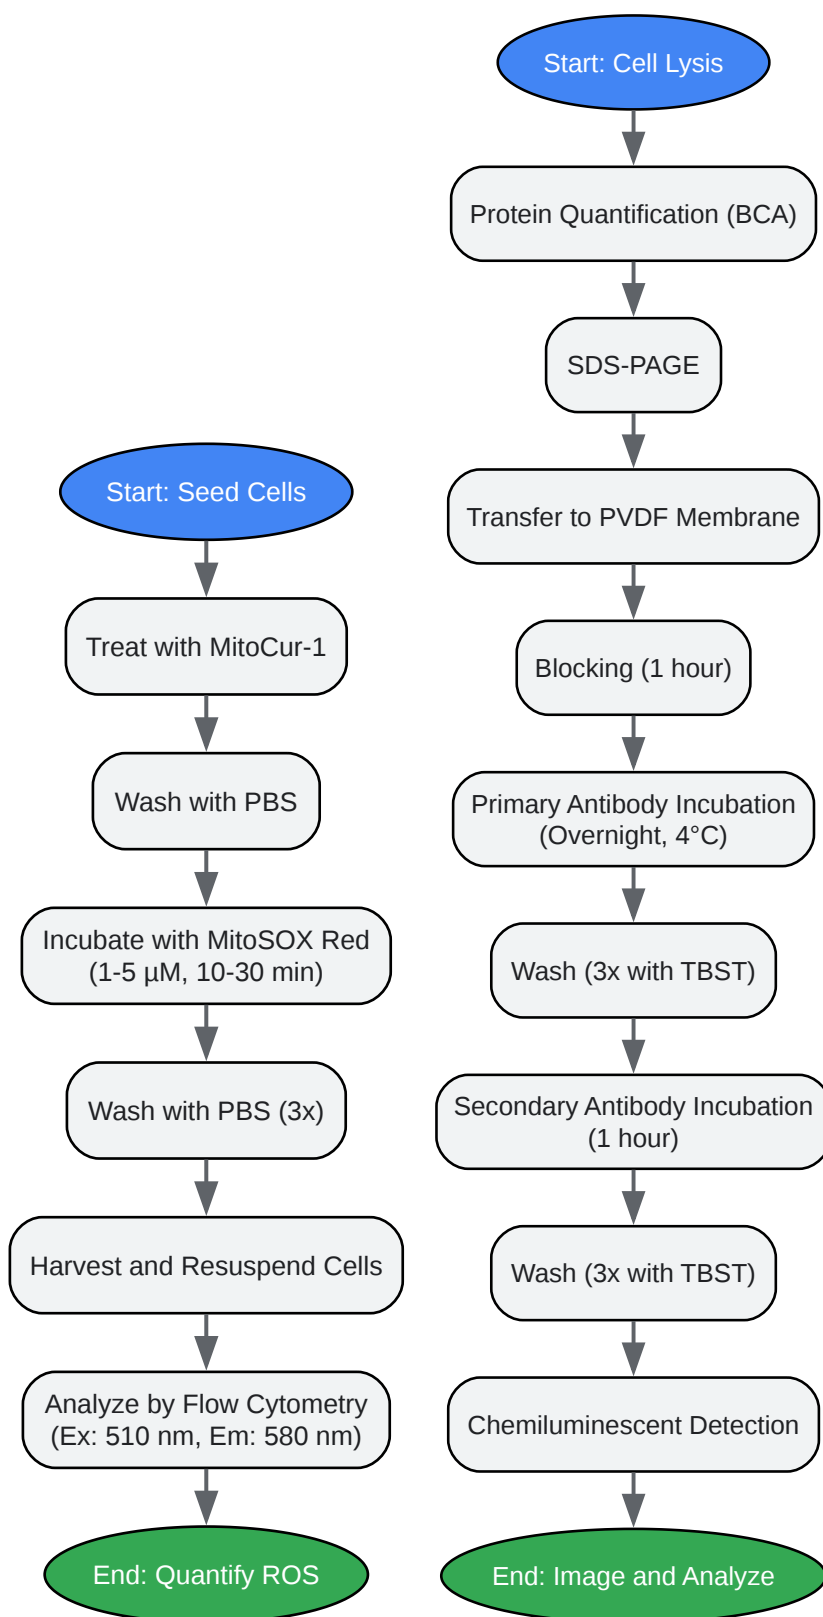 Start: Seed Cells
Treat with MitoCur-1
Wash with PBS
Incubate with MitoSOX Red
(1-5 µM, 10-30 min)
Wash with PBS (3x)
Harvest and Resuspend Cells
Analyze by Flow Cytometry
(Ex: 510 nm, Em: 580 nm)
End: Quantify ROS
Start: Cell Lysis
Protein Quantification (BCA)
SDS-PAGE
Transfer to PVDF Membrane
Blocking (1 hour)
Primary Antibody Incubation
(Overnight, 4°C)
Wash (3x with TBST)
Secondary Antibody Incubation
(1 hour)
Wash (3x with TBST)
Chemiluminescent Detection
End: Image and Analyze